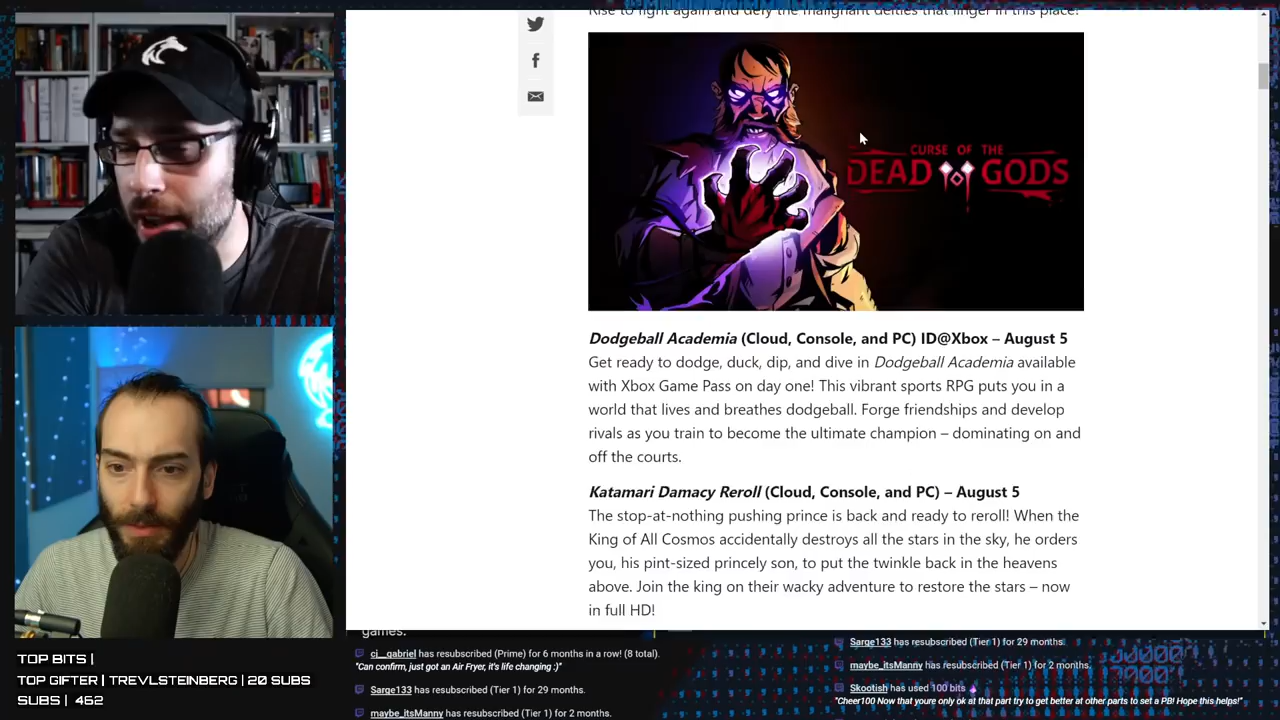 Rise to fight again and defy the malignant deities that linger in this place!
CURSE OF THE
DEAD GODS
Dodgeball Academia (Cloud, Console, and PC) ID@Xbox – August 5
Get ready to dodge, duck, dip, and dive in Dodgeball Academia available
with Xbox Game Pass on day one! This vibrant sports RPG puts you in a
world that lives and breathes dodgeball. Forge friendships and develop
rivals as you train to become the ultimate champion – dominating on and
off the courts.
Katamari Damacy Reroll (Cloud, Console, and PC) – August 5
The stop-at-nothing pushing prince is back and ready to reroll! When the
King of All Cosmos accidentally destroys all the stars in the sky, he orders
you, his pint-sized princely son, to put the twinkle back in the heavens
above. Join the king on their wacky adventure to restore the stars – now
in full HD!
TOP BITS |
TOP GIFTER | TREVLSTEINBERG | 20 SUBS
SUBS | 462
games.
cj__gabriel has resubscribed (Prime) for 6 months in a row! (8 total).
"Can confirm, just got an Air Fryer, it's life changing :)"
Sarge133 has resubscribed (Tier 1) for 29 months.
maybe_itsManny has resubscribed (Tier 1) for 2 months.
Sarge133 has resubscribed (Tier 1) for 29 months.
maybe_itsManny has resubscribed (Tier 1) for 2 months.
Skootish has used 100 bits
"Cheer100 Now that youre only ok at that part try to get better at other parts to set a PB! Hope this helps!"